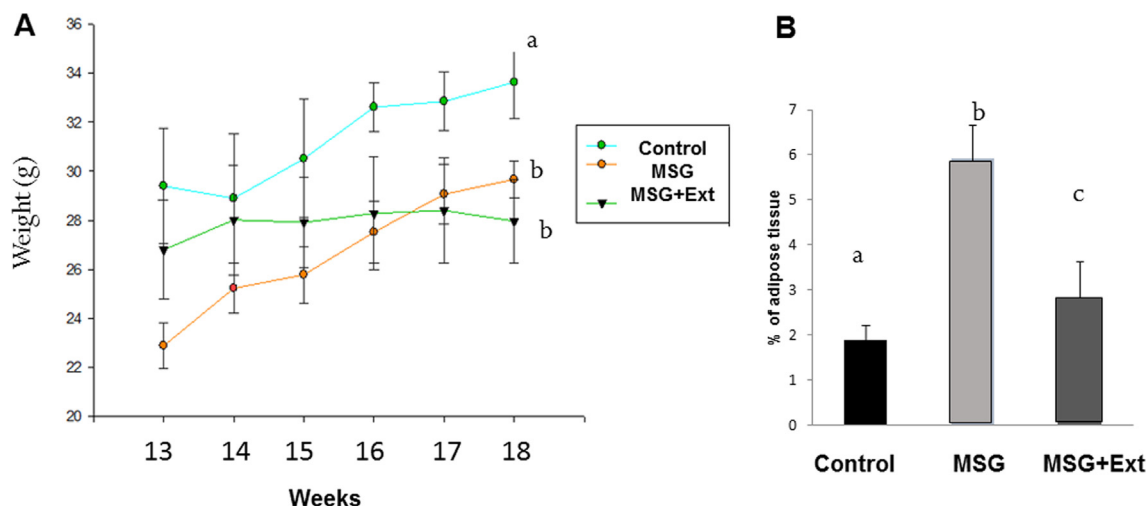 A
36
34
32
30
28
26
24
22
20
Weight (g)
a
b
b
13 14 15 16 17 18
Weeks
Control
MSG
MSG+Ext
B
7
6
5
4
3
2
1
0
% of adipose tissue
a
b
c
Control MSG MSG+Ext